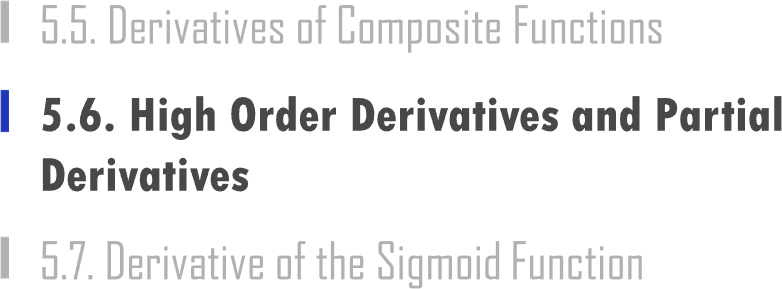 5.5. Derivatives of Composite Functions
5.6. High Order Derivatives and Partial
Derivatives
5.7. Derivative of the Sigmoid Function